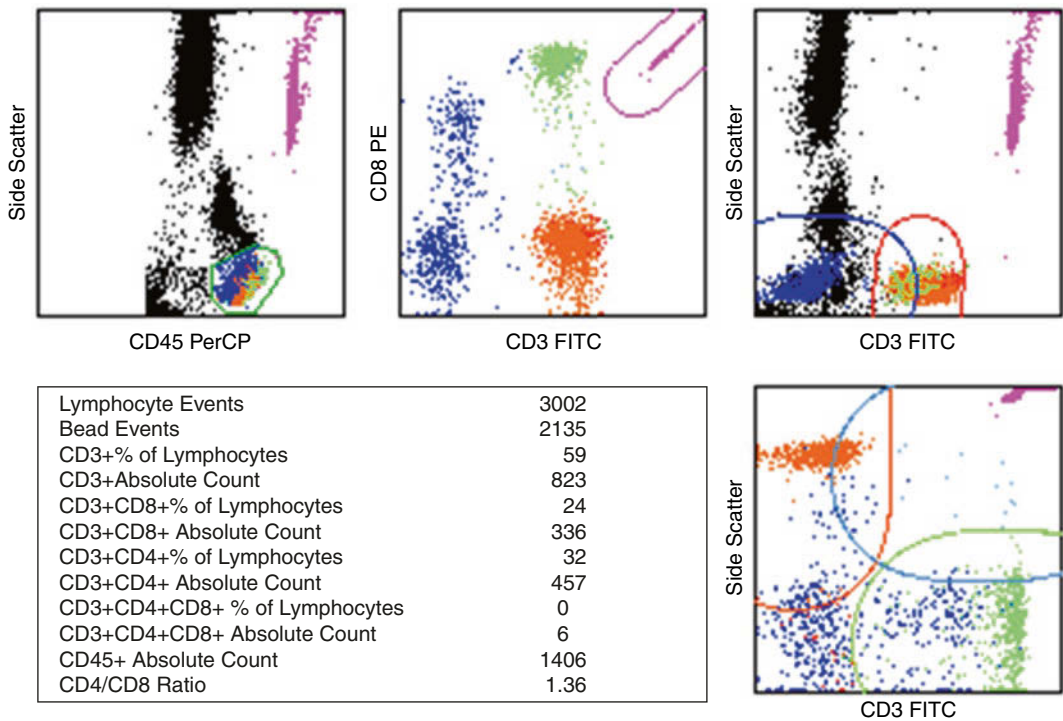 Side Scatter
CD45 PerCP
CD8 PE
CD3 FITC
Side Scatter
CD3 FITC
Lymphocyte Events 3002
Bead Events 2135
CD3+% of Lymphocytes 59
CD3+Absolute Count 823
CD3+CD8+% of Lymphocytes 24
CD3+CD8+ Absolute Count 336
CD3+CD4+% of Lymphocytes 32
CD3+CD4+ Absolute Count 457
CD3+CD4+CD8+ % of Lymphocytes 0
CD3+CD4+CD8+ Absolute Count 6
CD45+ Absolute Count 1406
CD4/CD8 Ratio 1.36
Side Scatter
CD3 FITC